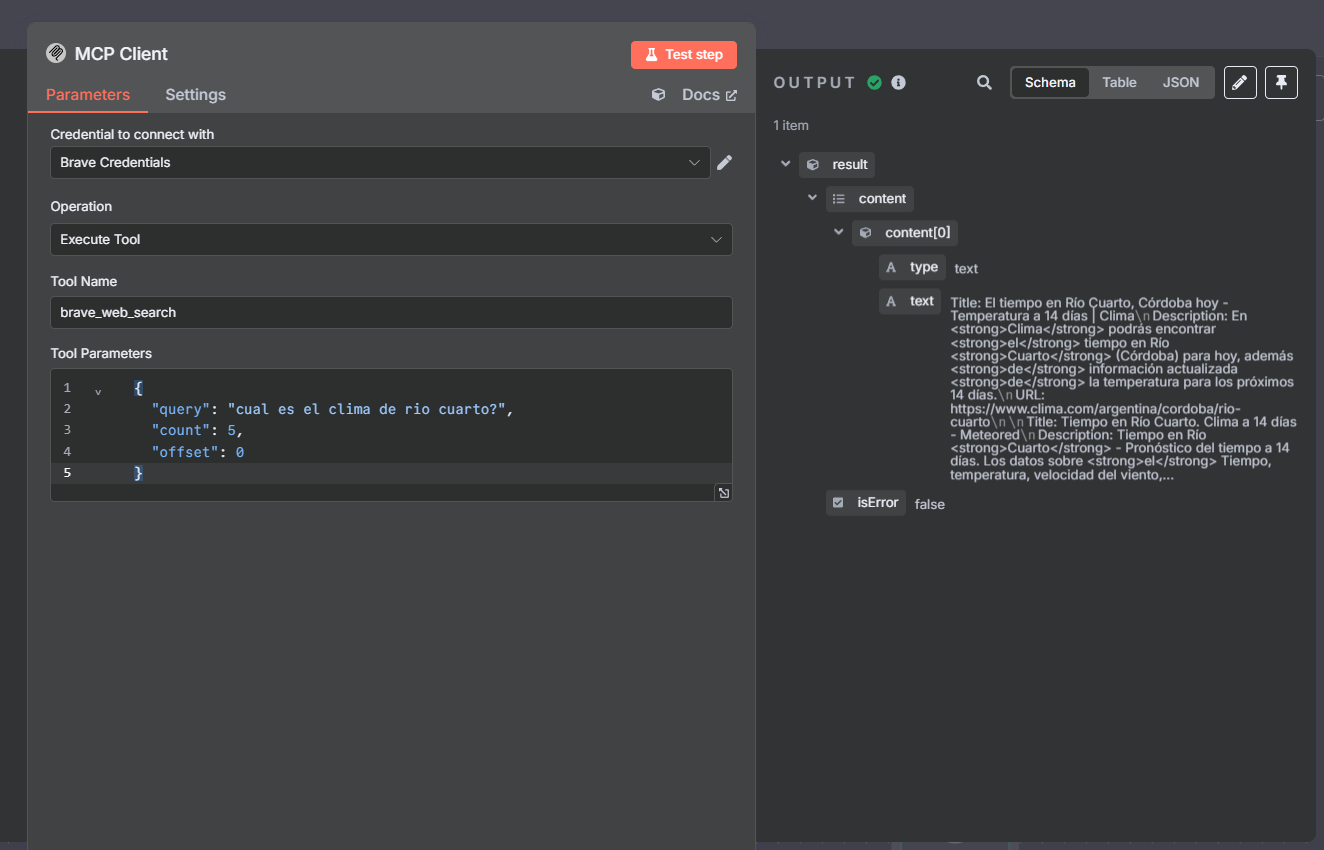 MCP Client
Test step
Parameters
Settings
Docs
Credential to connect with
Brave Credentials
Operation
Execute Tool
Tool Name
brave_web_search
Tool Parameters
1 {
2 "query": "cual es el clima de rio cuarto?",
3 "count": 5,
4 "offset": 0
5 }
OUTPUT
Schema
Table
JSON
1 item
result
content
content[0]
A type text
A text
Title: El tiempo en Río Cuarto, Córdoba hoy -
Temperatura a 14 días | Clima\n Description: En
<strong>Clima</strong> podrás encontrar
<strong>el</strong> tiempo en Río
<strong>Cuarto</strong> (Córdoba) para hoy, además
<strong>de</strong> información actualizada
<strong>de</strong> la temperatura para los próximos
14 días.\n URL:
https://www.clima.com/argentina/cordoba/rio-
cuarto\n \n Title: Tiempo en Río Cuarto. Clima a 14 días
- Meteored\n Description: Tiempo en Río
<strong>Cuarto</strong> - Pronóstico del tiempo a 14
días. Los datos sobre <strong>el</strong> Tiempo,
temperatura, velocidad del viento,...
isError false